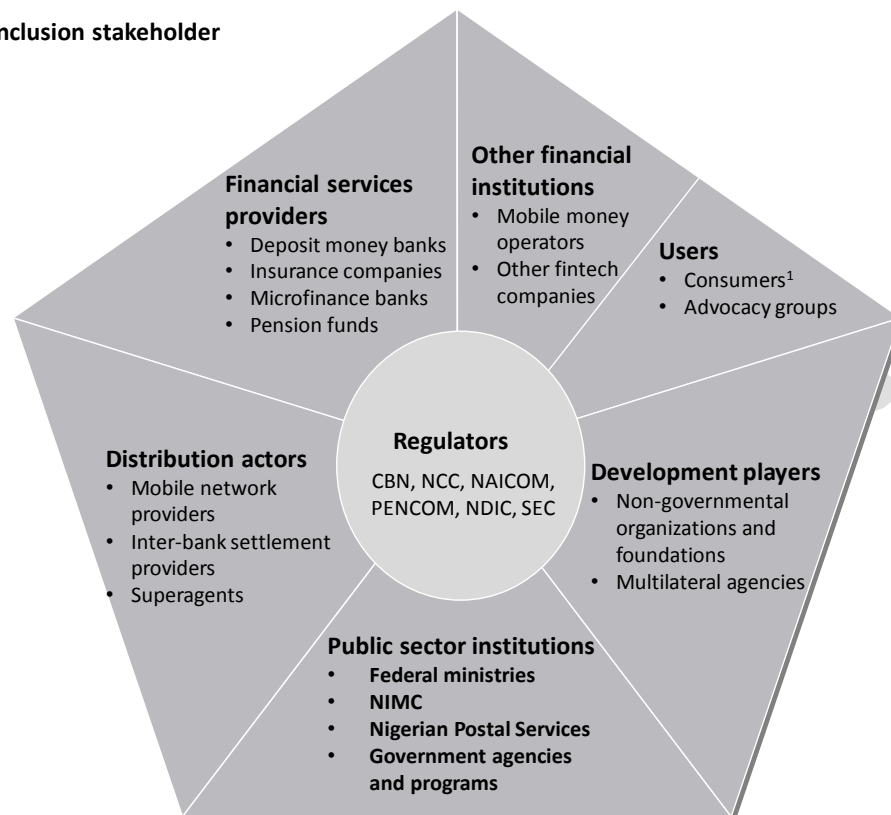 nclusion stakeholder
Other financial
institutions
• Mobile money
operators
• Other fintech
companies
Financial services
providers
• Deposit money banks
• Insurance companies
• Microfinance banks
• Pension funds
Users
• Consumers¹
• Advocacy groups
Regulators
CBN, NCC, NAICOM,
PENCOM, NDIC, SEC
Distribution actors
• Mobile network
providers
• Inter-bank settlement
providers
• Superagents
Development players
• Non-governmental
organizations and
foundations
• Multilateral agencies
Public sector institutions
• Federal ministries
• NIMC
• Nigerian Postal Services
• Government agencies
and programs